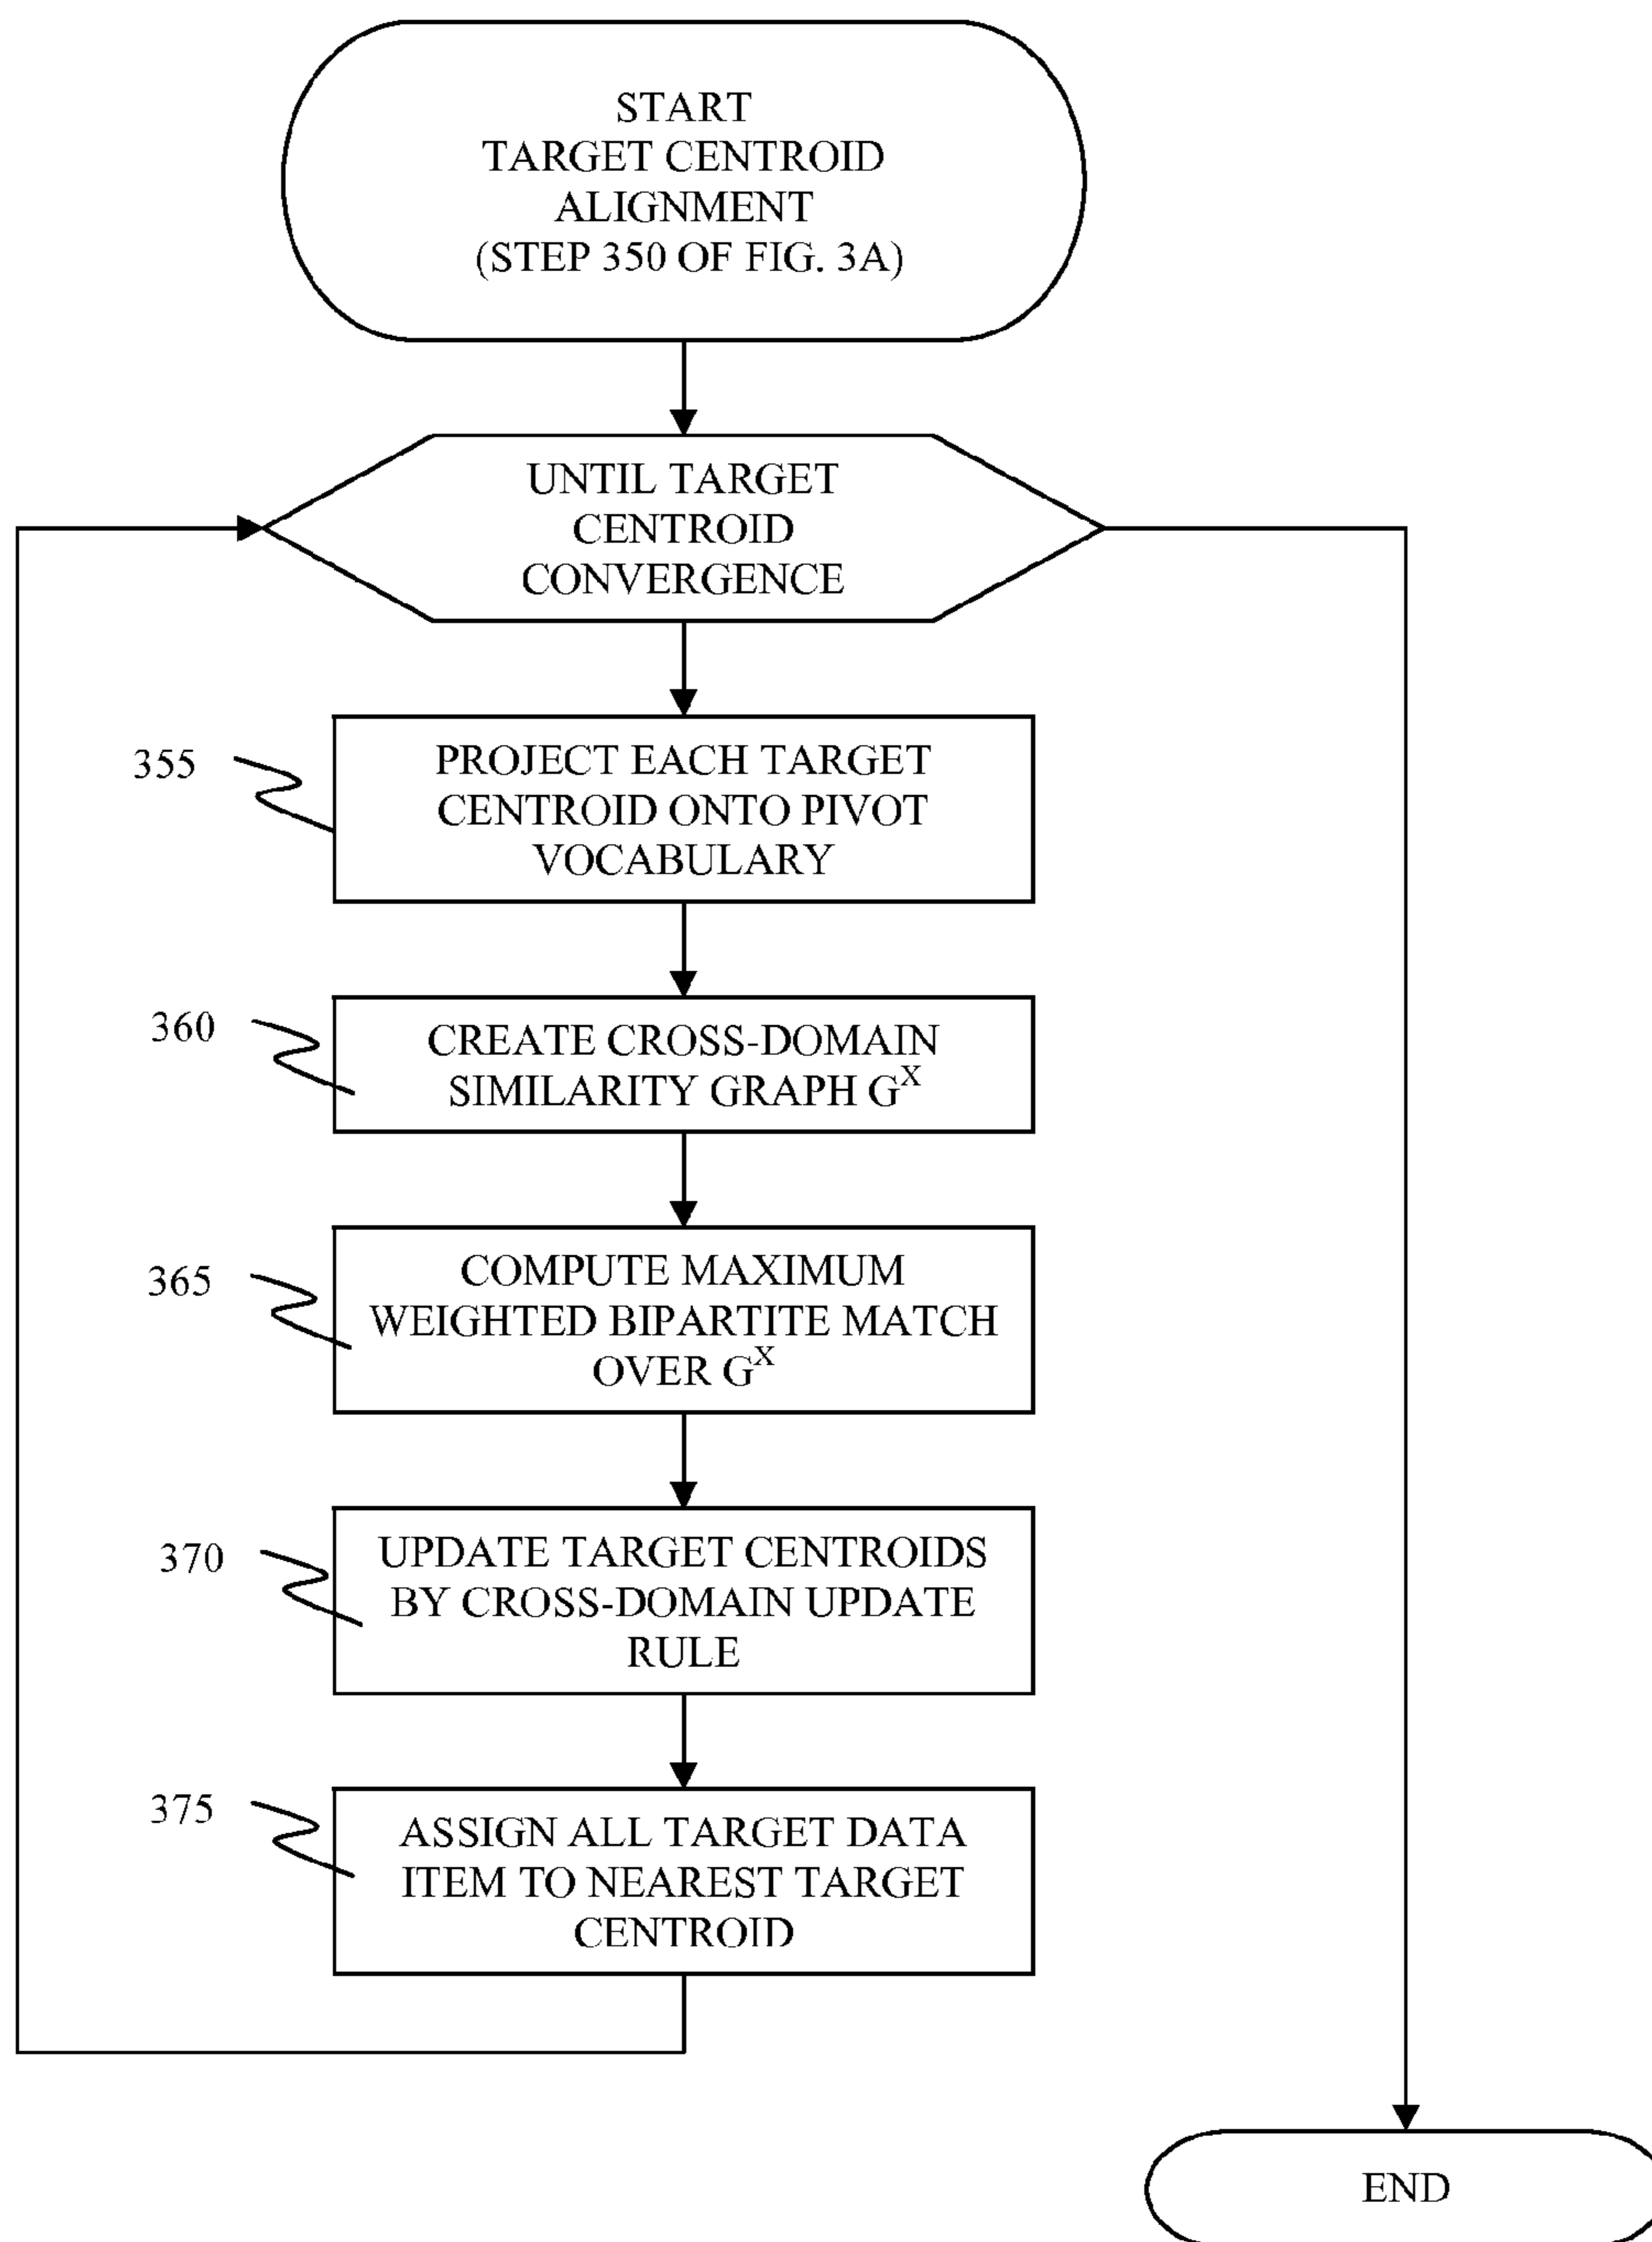 START
TARGET CENTROID
ALIGNMENT
(STEP 350 OF FIG. 3A)
UNTIL TARGET
CENTROID
CONVERGENCE
355
PROJECT EACH TARGET
CENTROID ONTO PIVOT
VOCABULARY
360
CREATE CROSS-DOMAIN
SIMILARITY GRAPH G^X
365
COMPUTE MAXIMUM
WEIGHTED BIPARTITE MATCH
OVER G^X
370
UPDATE TARGET CENTROIDS
BY CROSS-DOMAIN UPDATE
RULE
375
ASSIGN ALL TARGET DATA
ITEM TO NEAREST TARGET
CENTROID
END